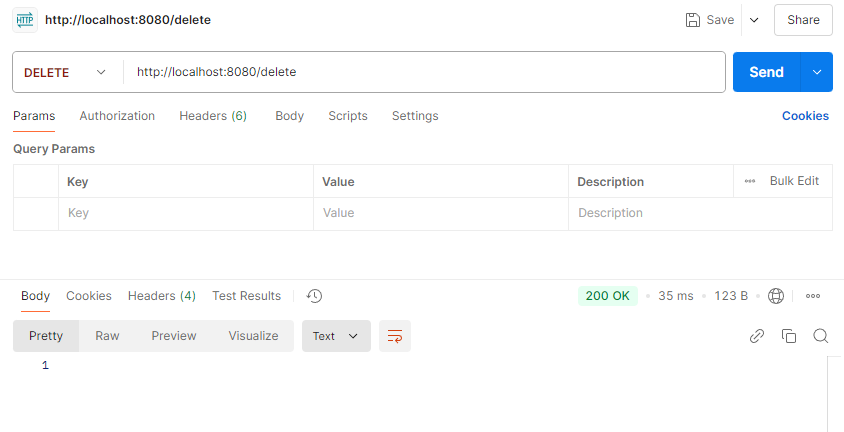 HTTP http://localhost:8080/delete Save Share
DELETE http://localhost:8080/delete Send
Params Authorization Headers (6) Body Scripts Settings Cookies
Query Params
Key Value Description Bulk Edit
Key Value Description
Body Cookies Headers (4) Test Results 200 OK 35 ms 123 B
Pretty Raw Preview Visualize Text
1